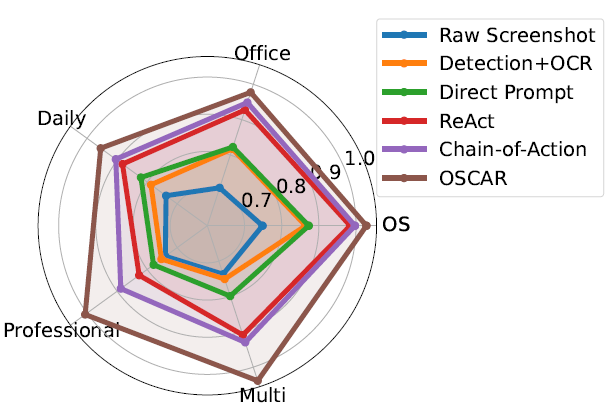 Office
Daily
Professional
Multi
OS
0.7
0.8
0.9
1.0
Raw Screenshot
Detection+OCR
Direct Prompt
ReAct
Chain-of-Action
OSCAR